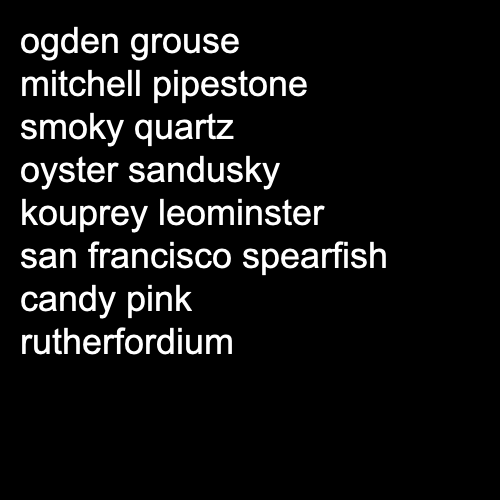 ogden grouse
mitchell pipestone
smoky quartz
oyster sandusky
kouprey leominster
san francisco spearfish
candy pink
rutherfordium